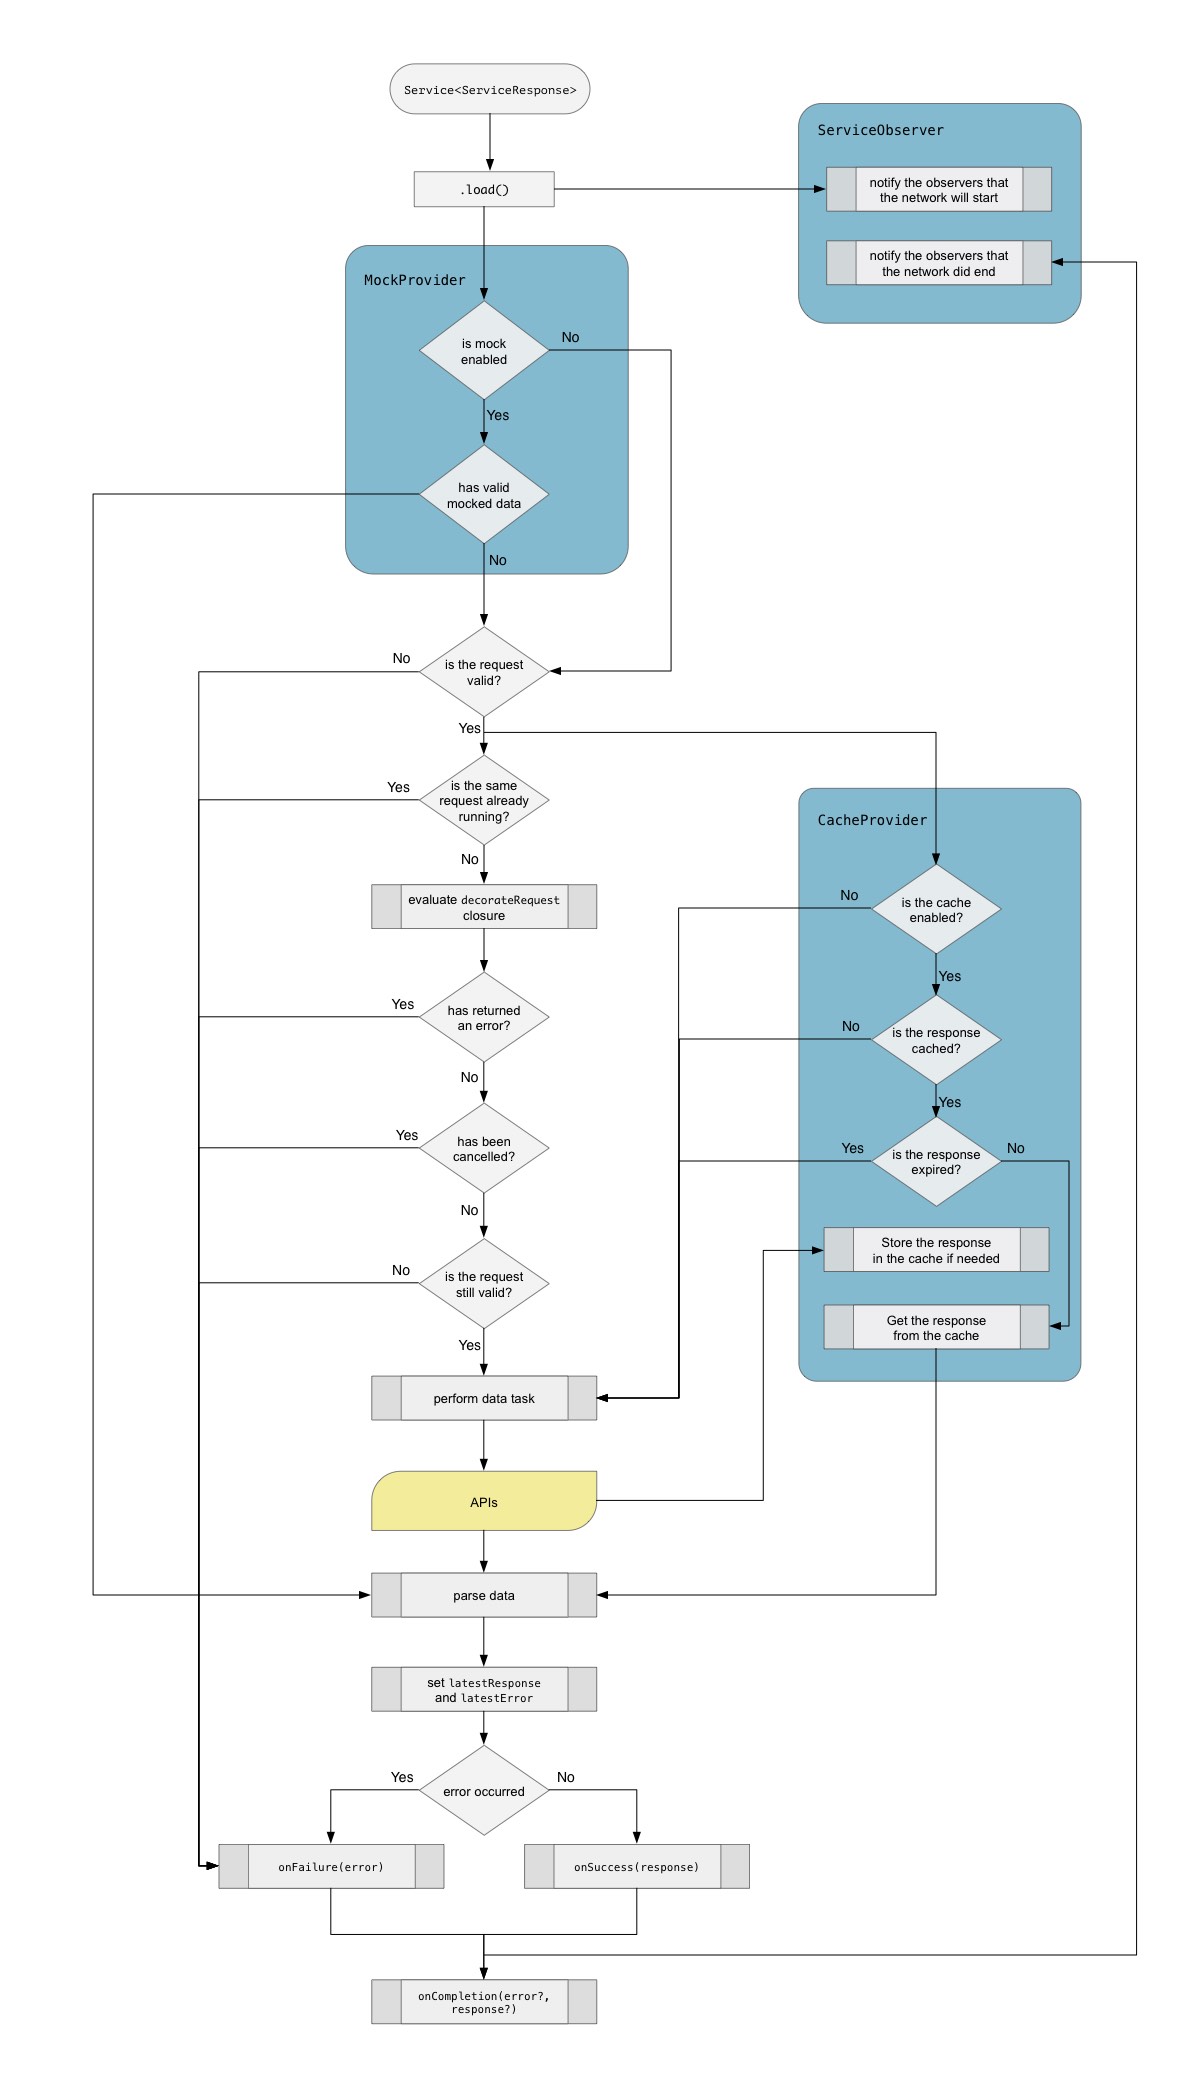 Service<ServiceResponse>
ServiceObserver
.load()
notify the observers that
the network will start
notify the observers that
the network did end
MockProvider
No
is mock
enabled
Yes
has valid
mocked data
No
No
is the request
valid?
Yes
Yes
is the same
request already
running?
CacheProvider
No
evaluate decorateRequest
closure
No
is the cache
enabled?
Yes
Yes
has returned
an error?
No
is the response
cached?
No
Yes
Yes
has been
cancelled?
Yes
is the response
expired?
No
No
Store the response
in the cache if needed
No
is the request
still valid?
Get the response
from the cache
Yes
perform data task
APIs
parse data
set latestResponse
and latestError
Yes
error occurred
No
onFailure(error)
onSuccess(response)
onCompletion(error?,
response?)